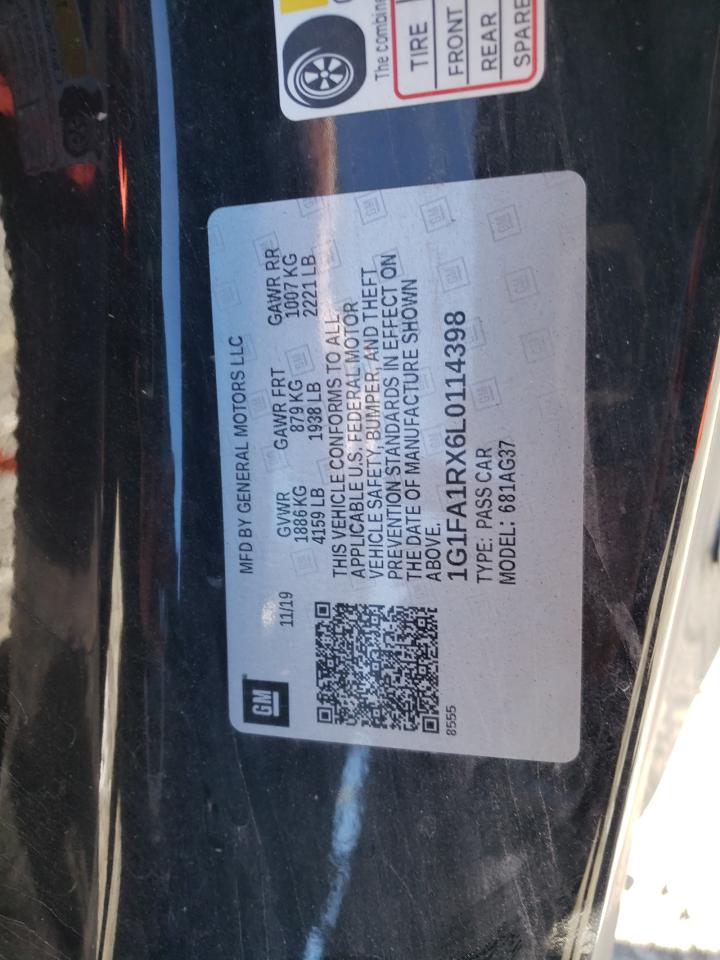 GM
11/19
MFD BY GENERAL MOTORS LLC
GVWR GAWR FRT GAWR RR
1886 KG 879 KG 1007 KG
4159 LB 1938 LB 2221 LB
THIS VEHICLE CONFORMS TO ALL
APPLICABLE U.S. FEDERAL MOTOR
VEHICLE SAFETY, BUMPER, AND THEFT
PREVENTION STANDARDS IN EFFECT ON
THE DATE OF MANUFACTURE SHOWN
ABOVE.
1G1FA1RX6L0114398
TYPE: PASS CAR
MODEL: 681AG37
8555
The combine
TIRE
FRONT
REAR
SPARE